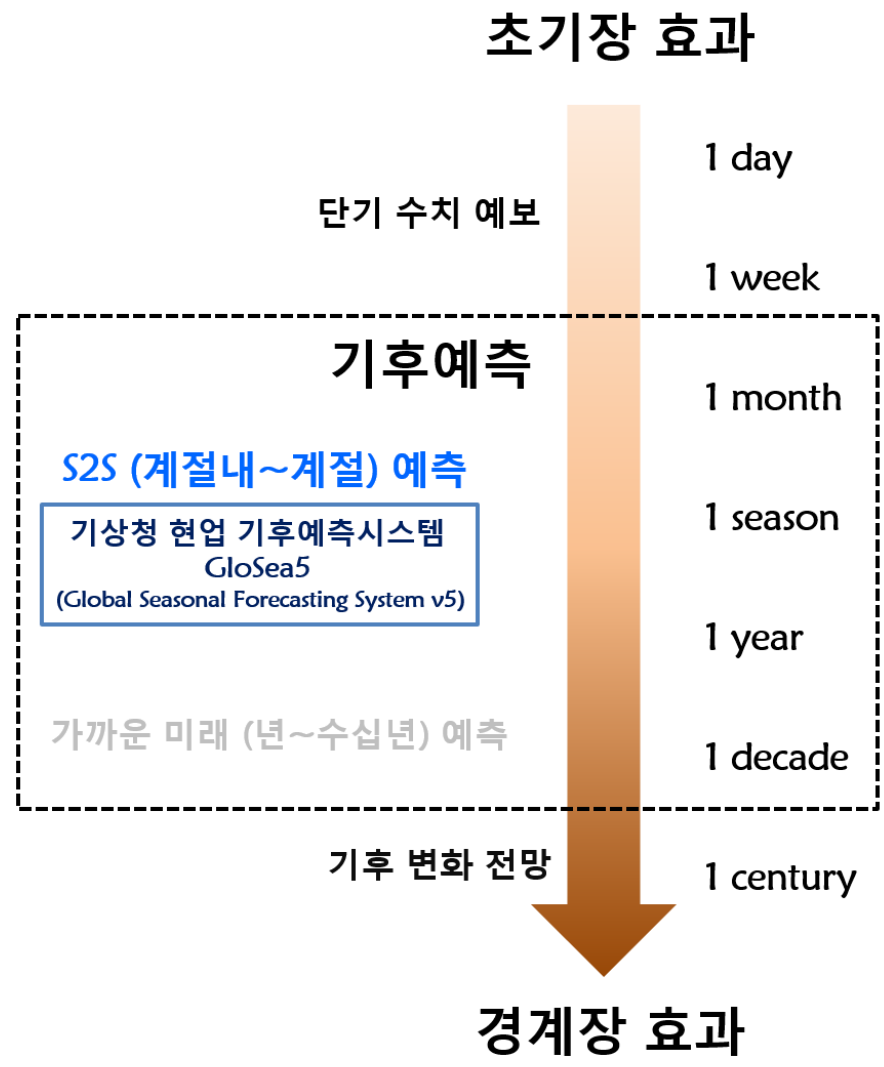 초기장 효과
1 day
단기 수치 예보
1 week
기후예측
1 month
S2S (계절내~계절) 예측
1 season
기상청 현업 기후예측시스템
GloSea5
(Global Seasonal Forecasting System v5)
1 year
가까운 미래 (년~수십년) 예측
1 decade
기후 변화 전망
1 century
경계장 효과